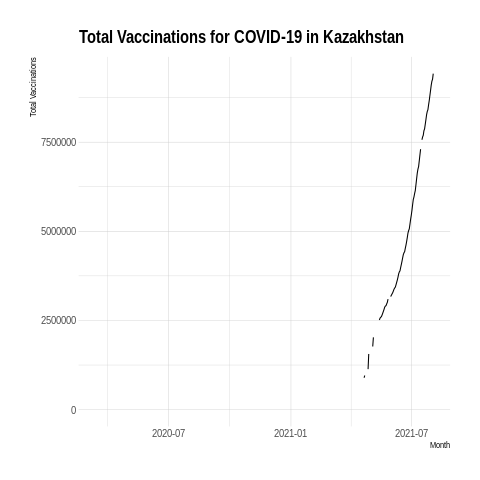 Total Vaccinations for COVID-19 in Kazakhstan
Total Vaccinations
7500000
5000000
2500000
0
2020-07
2021-01
2021-07
Month